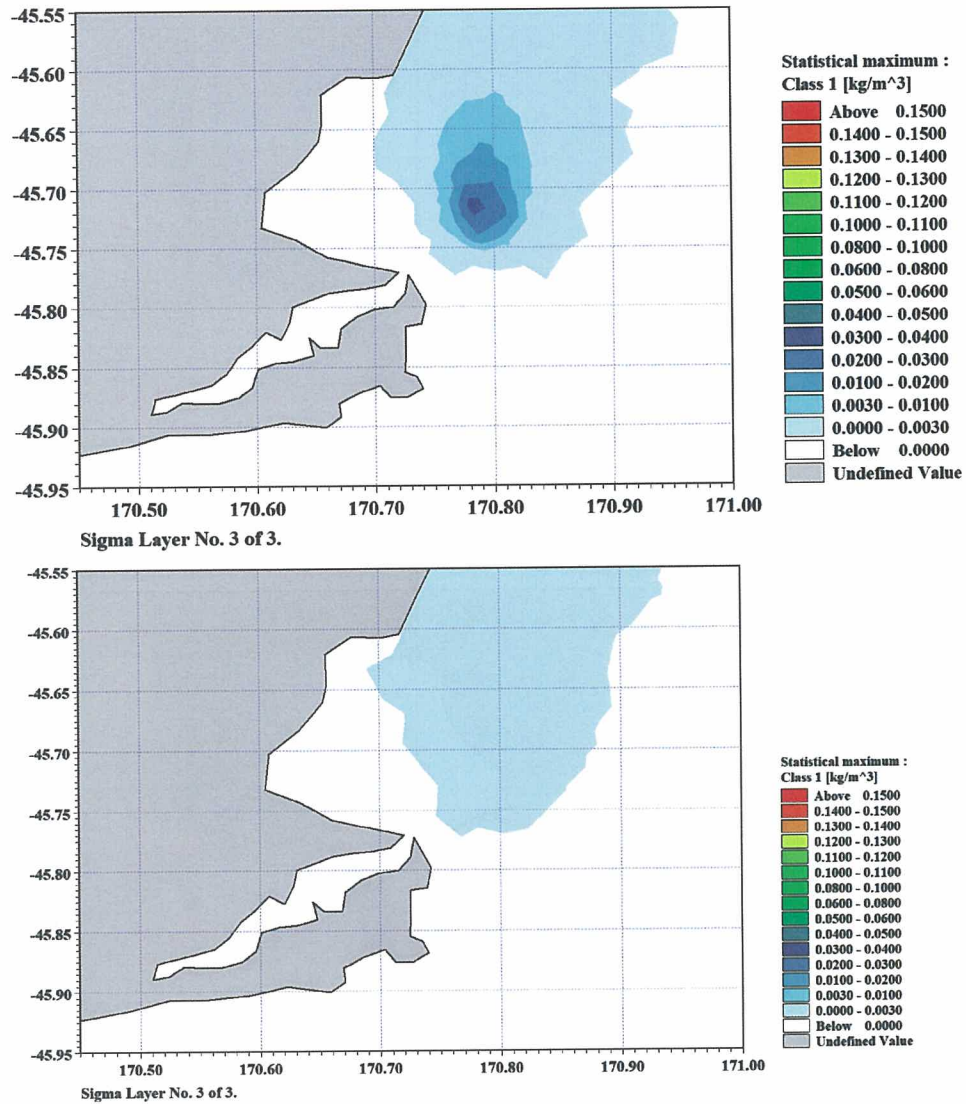 -45.55
-45.60
-45.65
-45.70
-45.75
-45.80
-45.85
-45.90
-45.95
170.50 170.60 170.70 170.80 170.90 171.00
Sigma Layer No. 3 of 3.
Statistical maximum :
Class 1 [kg/m^3]
Above 0.1500
0.1400 - 0.1500
0.1300 - 0.1400
0.1200 - 0.1300
0.1100 - 0.1200
0.1000 - 0.1100
0.0800 - 0.1000
0.0600 - 0.0800
0.0500 - 0.0600
0.0400 - 0.0500
0.0300 - 0.0400
0.0200 - 0.0300
0.0100 - 0.0200
0.0030 - 0.0100
0.0000 - 0.0030
Below 0.0000
Undefined Value
-45.55
-45.60
-45.65
-45.70
-45.75
-45.80
-45.85
-45.90
-45.95
170.50 170.60 170.70 170.80 170.90 171.00
Sigma Layer No. 3 of 3.
Statistical maximum :
Class 1 [kg/m^3]
Above 0.1500
0.1400 - 0.1500
0.1300 - 0.1400
0.1200 - 0.1300
0.1100 - 0.1200
0.1000 - 0.1100
0.0800 - 0.1000
0.0600 - 0.0800
0.0500 - 0.0600
0.0400 - 0.0500
0.0300 - 0.0400
0.0200 - 0.0300
0.0100 - 0.0200
0.0030 - 0.0100
0.0000 - 0.0030
Below 0.0000
Undefined Value